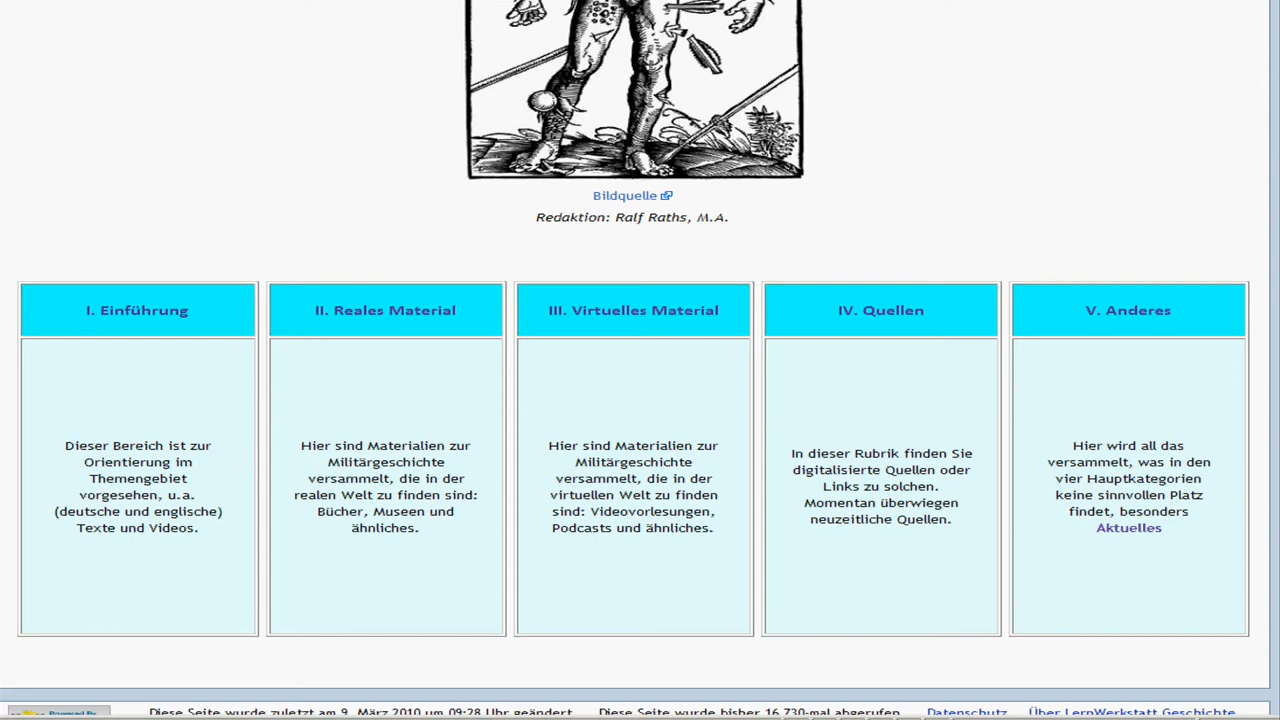 Bildquelle
Redaktion: Ralf Raths, M.A.
I. Einführung
Dieser Bereich ist zur
Orientierung im
Themengebiet
vorgesehen, u.a.
(deutsche und englische)
Texte und Videos.
II. Reales Material
Hier sind Materialien zur
Militärgeschichte
versammelt, die in der
realen Welt zu finden sind:
Bücher, Museen und
ähnliches.
III. Virtuelles Material
Hier sind Materialien zur
Militärgeschichte
versammelt, die in der
virtuellen Welt zu finden
sind: Videovorlesungen,
Podcasts und ähnliches.
IV. Quellen
In dieser Rubrik finden Sie
digitalisierte Quellen oder
Links zu solchen.
Momentan überwiegen
neuzeitliche Quellen.
V. Anderes
Hier wird all das
versammelt, was in den
vier Hauptkategorien
keine sinnvollen Platz
findet, besonders
Aktuelles
Powered By
Diese Seite wurde zuletzt am 9. März 2010 um 09:28 Uhr geändert
Diese Seite wurde bisher 16.730-mal abgerufen
Datenschutz
Über LernWerkstatt Geschichte